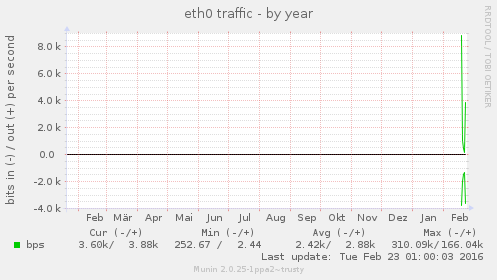 eth0 traffic - by year
RRDTOOL / TOBI OETIKER
bits in (-) / out (+) per second
8.0 k
6.0 k
4.0 k
2.0 k
0.0
-2.0 k
-4.0 k
Feb Mär Apr Mai Jun Jul Aug Sep Okt Nov Dez Jan Feb
Cur (-/+) Min (-/+) Avg (-/+) Max (-/+)
bps 3.60k/ 3.88k 252.67 / 2.44 2.42k/ 2.88k 310.09k/166.04k
Last update: Tue Feb 23 01:00:03 2016
Munin 2.0.25-1ppa2~trusty